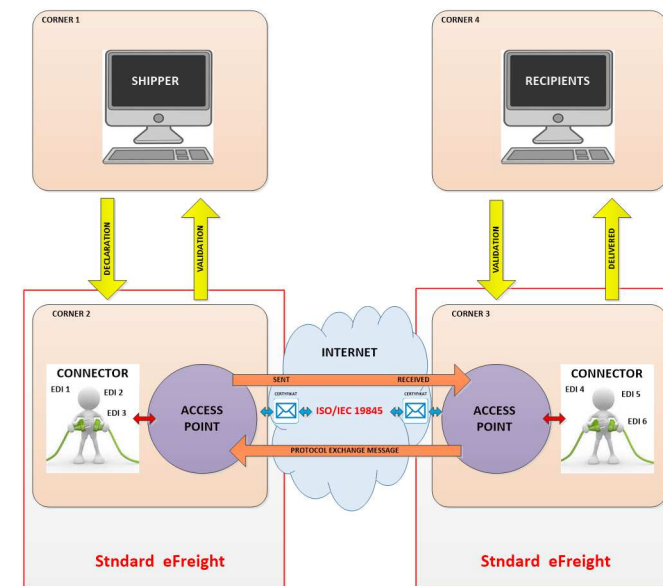 CORNER 1
SHIPPER
CORNER 4
RECIPIENTS
DECLARATION
VALIDATION
VALIDATION
DELIVERED
CORNER 2
CONNECTOR
EDI 1
EDI 2
EDI 3
ACCESS
POINT
INTERNET
SENT
RECEIVED
CERTYFIKAT
ISO/IEC 19845
CERTYFIKAT
PROTOCOL EXCHANGE MESSAGE
CORNER 3
ACCESS
POINT
CONNECTOR
EDI 4
EDI 5
EDI 6
Stndard eFreight
Stndard eFreight